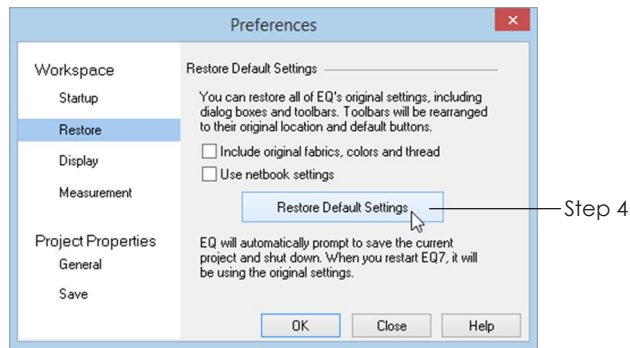 Preferences
Workspace
Startup
Restore
Display
Measurement
Project Properties
General
Save
Restore Default Settings
You can restore all of EQ's original settings, including
dialog boxes and toolbars. Toolbars will be rearranged
to their original location and default buttons.
Include original fabrics, colors and thread
Use netbook settings
Restore Default Settings
Step 4
EQ will automatically prompt to save the current
project and shut down. When you restart EQ7, it will
be using the original settings.
OK
Close
Help